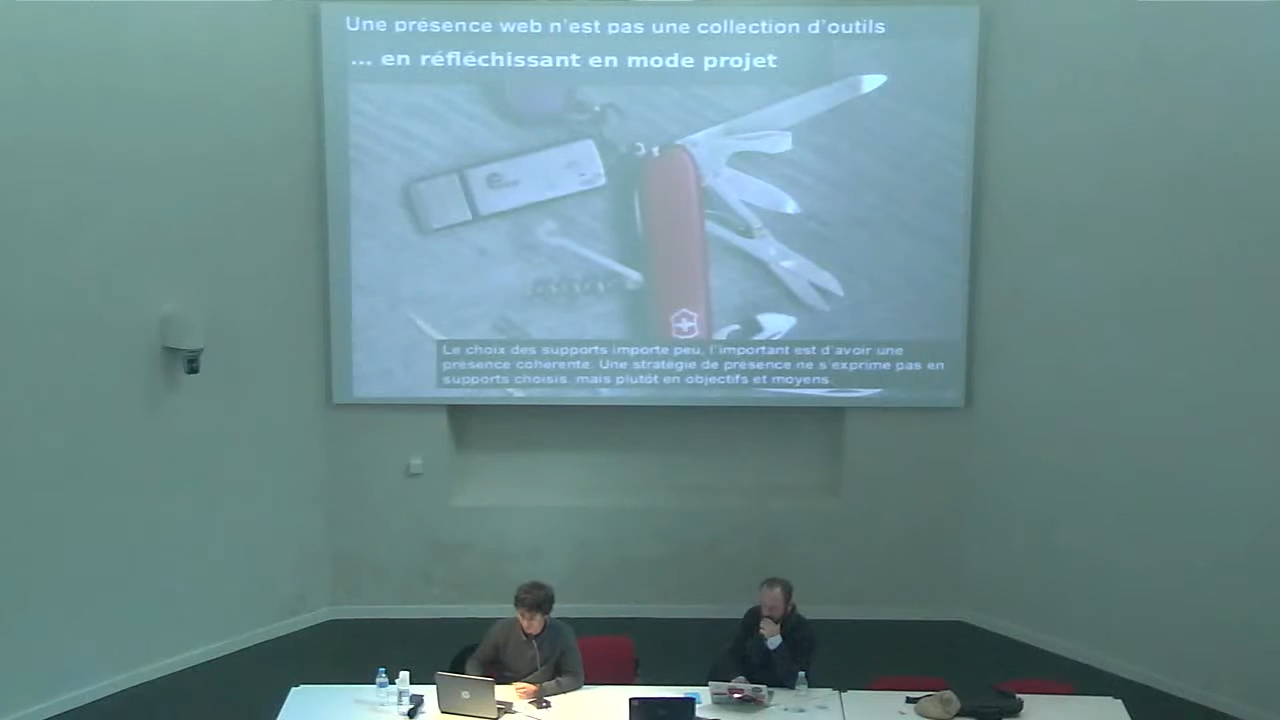 Une présence web n'est pas une collection d'outils
... en réfléchissant en mode projet
Le choix des supports importe peu, l'important est d'avoir une
présence cohérente. Une stratégie de présence ne s'exprime pas en
supports choisis, mais plutôt en objectifs et moyens